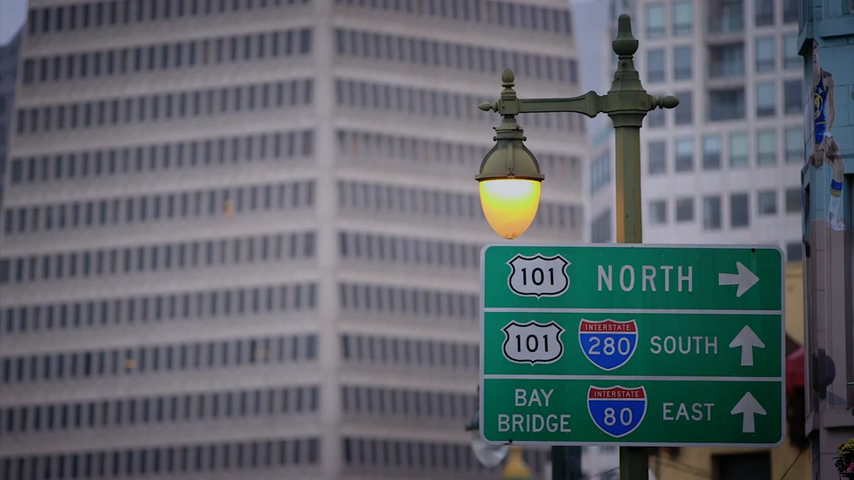 101 NORTH
101 INTERSTATE 280 SOUTH
BAY BRIDGE INTERSTATE 80 EAST